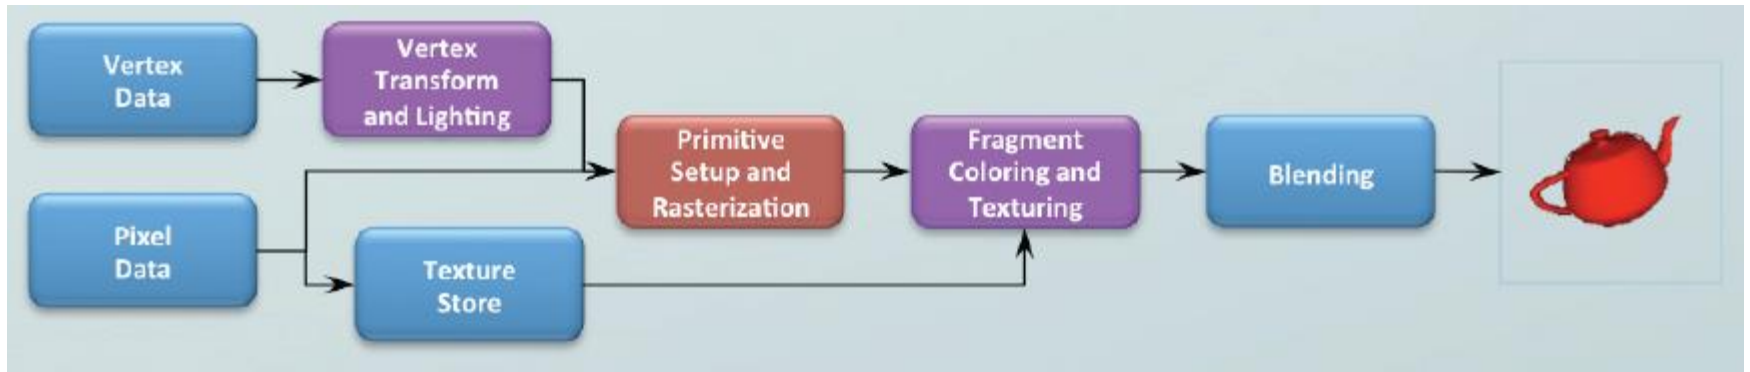 Vertex
Data
Vertex
Transform
and Lighting
Pixel
Data
Texture
Store
Primitive
Setup and
Rasterization
Fragment
Coloring and
Texturing
Blending